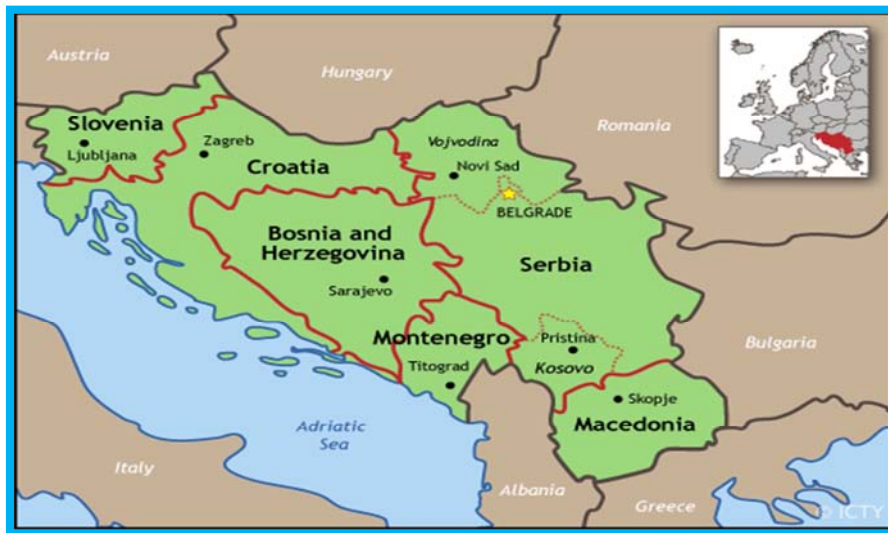 Austria
Hungary
Romania
Slovenia
Ljubljana
Zagreb
Croatia
Vojvodina
Novi Sad
BELGRADE
Bosnia and
Herzegovina
Sarajevo
Serbia
Montenegro
Titograd
Pristina
Kosovo
Bulgaria
Skopje
Macedonia
Adriatic
Sea
Italy
Albania
Greece
© ICTY